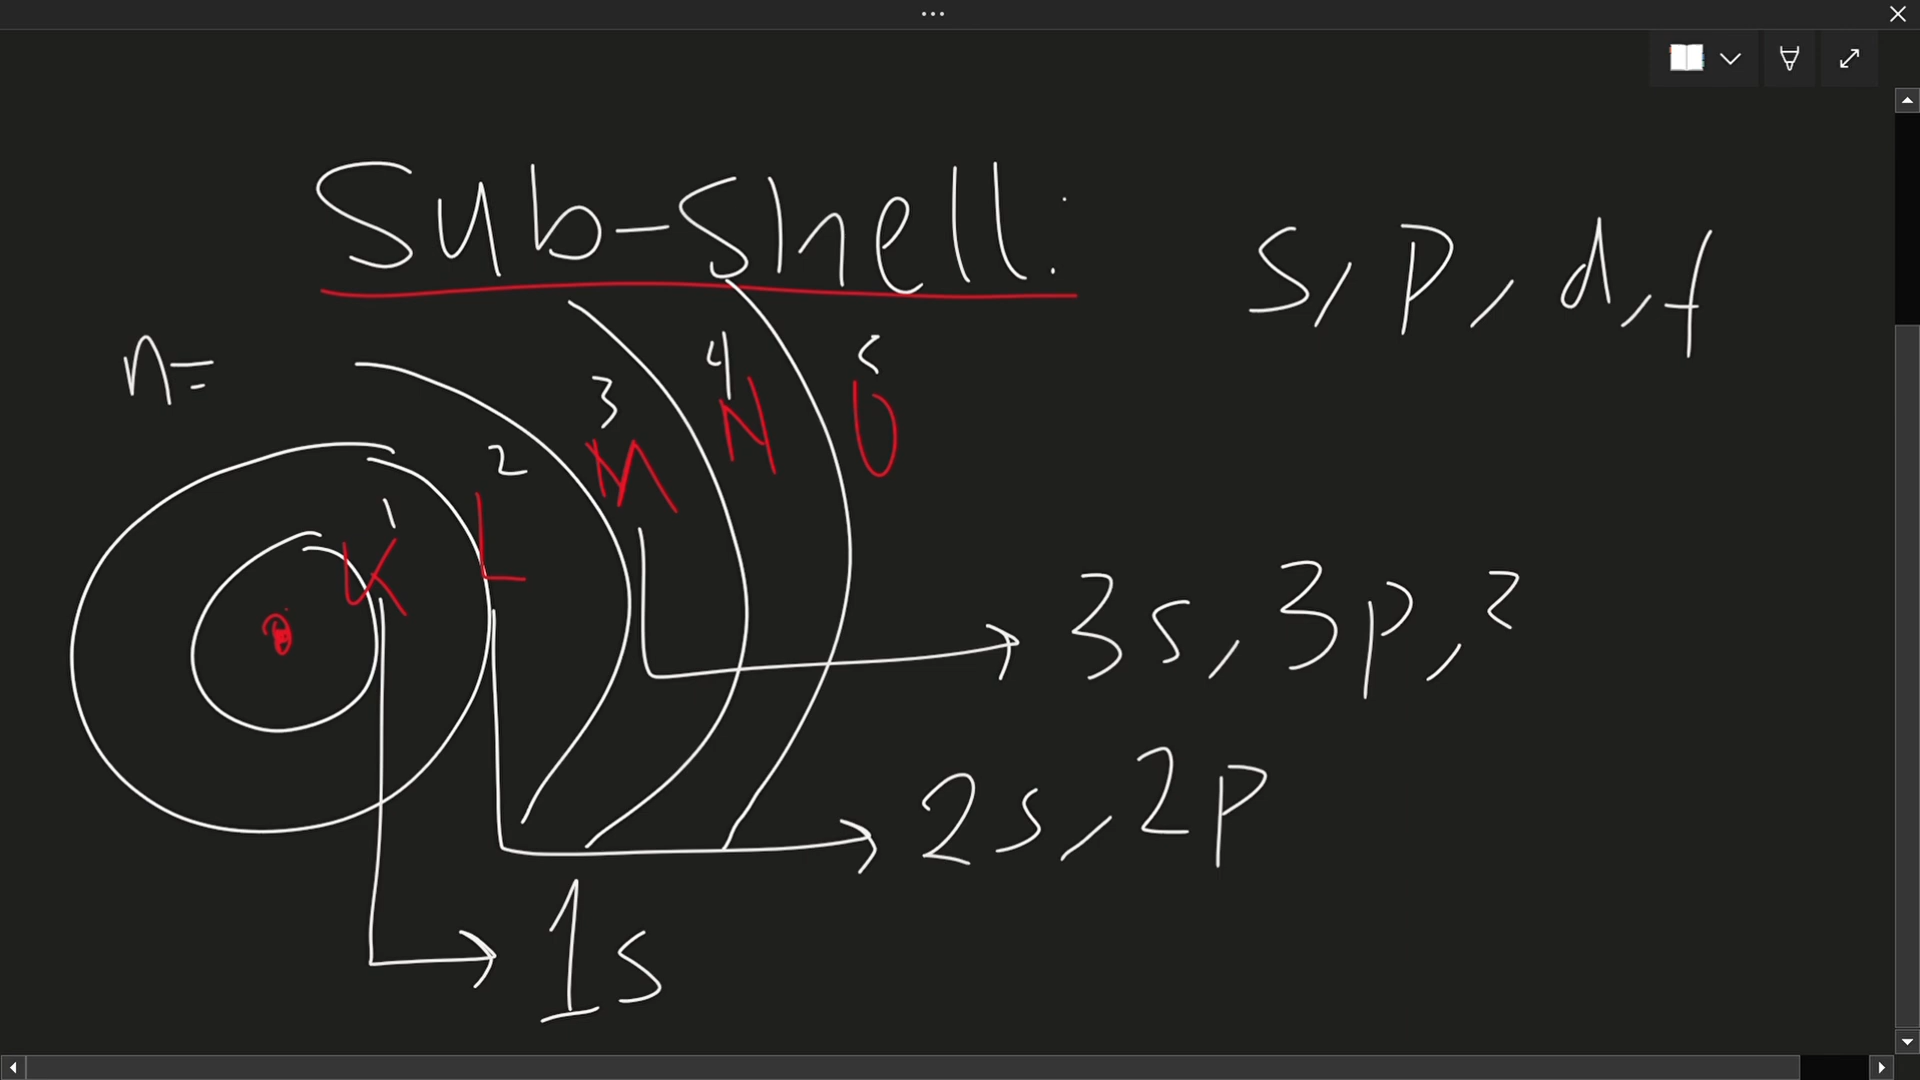 Sub-shell:
s, p, d, f
n=
1 2 3 4 5
K L M N O
3s, 3p, 3
2s, 2p
1s